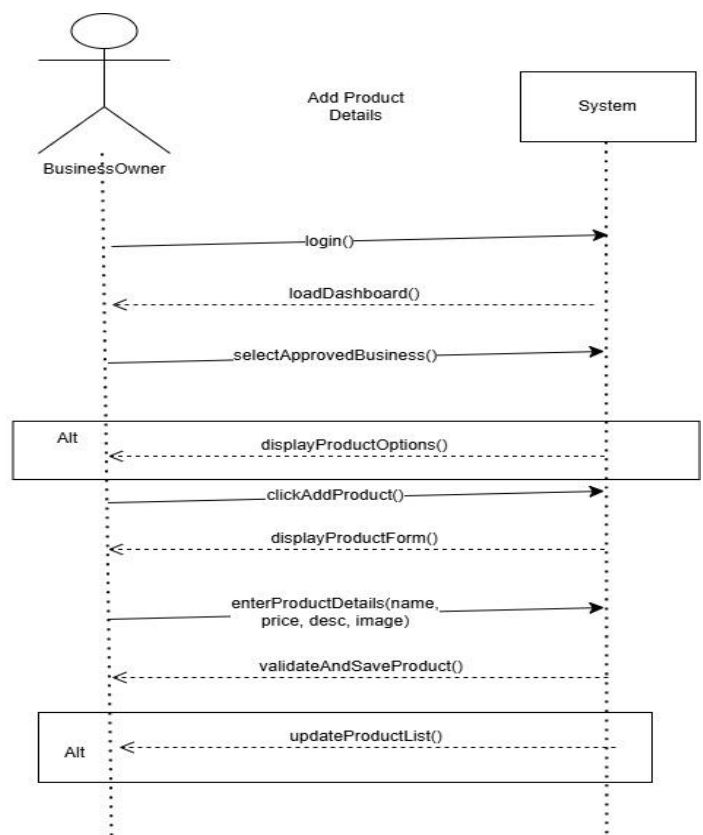 Add Product
Details
System
BusinessOwner
login()
loadDashboard()
selectApprovedBusiness()
Alt
displayProductOptions()
clickAddProduct()
displayProductForm()
enterProductDetails(name,
price, desc, image)
validateAndSaveProduct()
updateProductList()
Alt